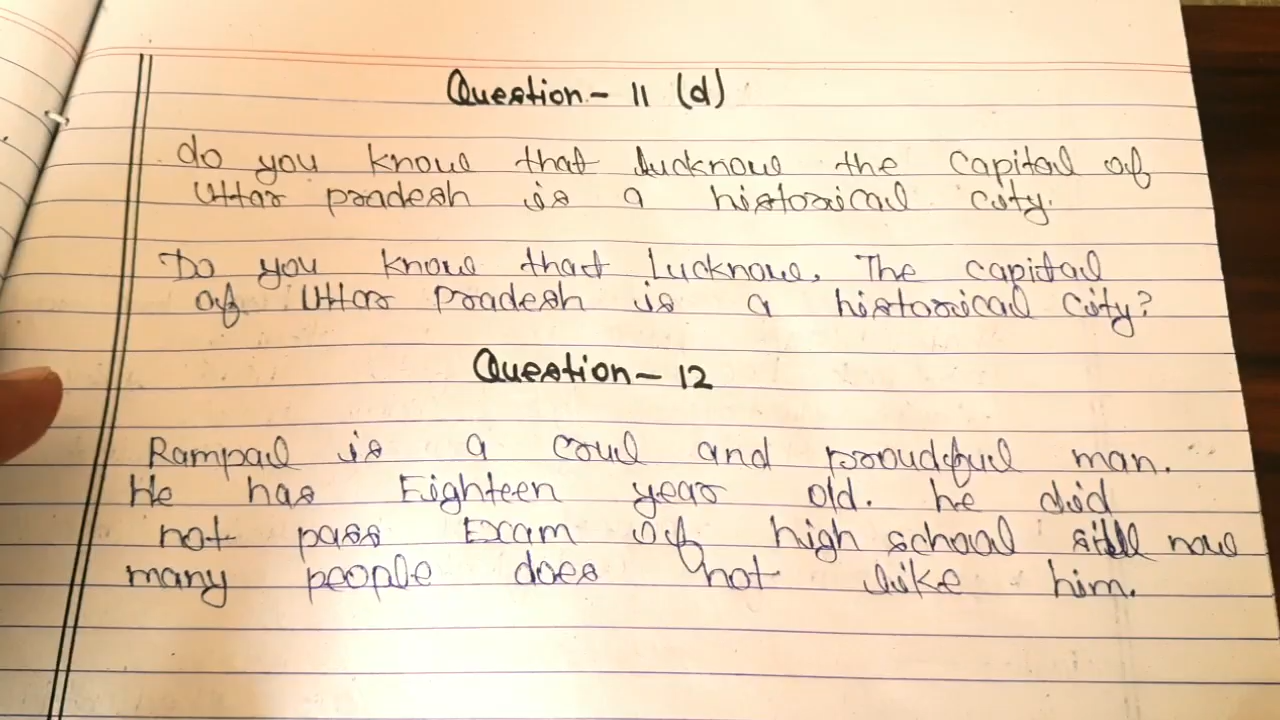 Question- 11 (d)
do you know that lucknow the capital of
Uttar pradesh is a historical city.
Do you know that Lucknow, The capital
of Uttar Pradesh is a historical city?
Question- 12
Rampal is a crul and proudful man.
He has Eighteen year old. he did
not pass Exam of high school still now
many people does not like him.